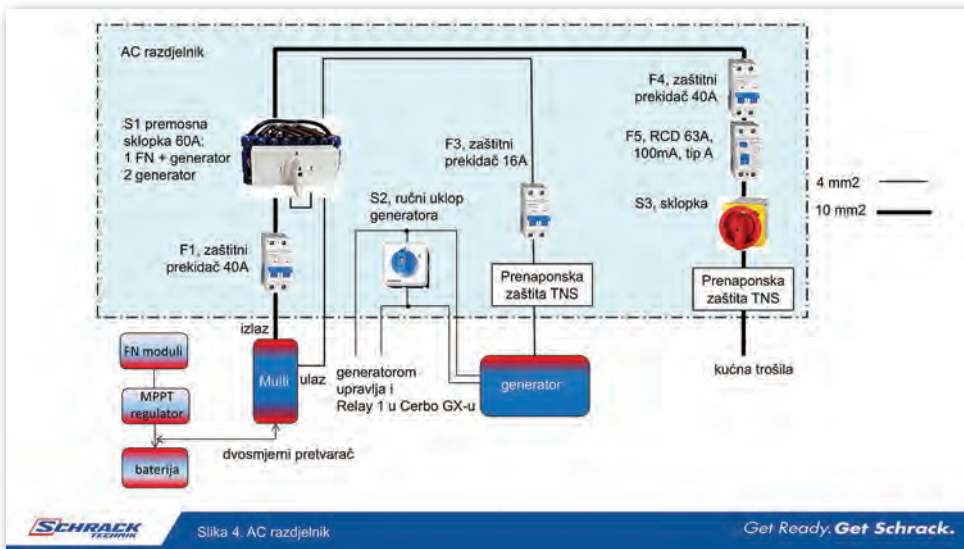 AC razdjelnik
S1 premosna
sklopka 60A:
1 FN + generator
2 generator
F1, zaštitni
prekidač 40A
S2, ručni uklop
generatora
F3, zaštitni
prekidač 16A
F4, zaštitni
prekidač 40A
F5, RCD 63A,
100mA, tip A
S3, sklopka
4 mm2
10 mm2
Prenaponska
zaštita TNS
Prenaponska
zaštita TNS
izlaz
FN moduli
MPPT
regulator
baterija
Multi
ulaz
dvosmjerni pretvarač
generatorom
upravlja i
Relay 1 u Cerbo GX-u
generator
kućna trošila
SCHRACK
TECHNIK
Slika 4. AC razdjelnik
Get Ready. Get Schrack.